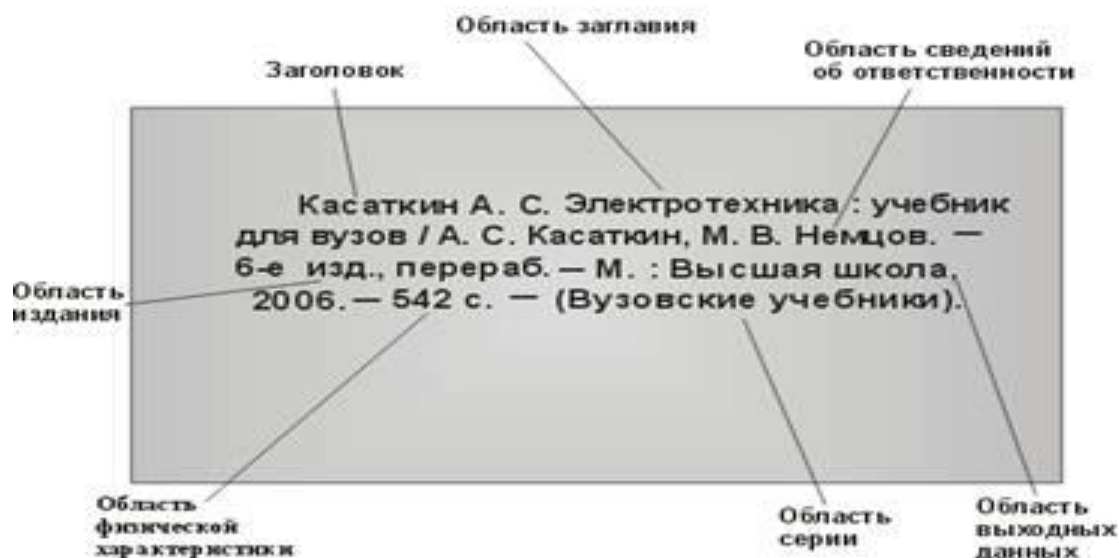 Область заглавия
Заголовок
Область сведений
об ответственности
Касаткин А. С. Электротехника : учебник
для вузов / А. С. Касаткин, М. В. Немцов. —
6-е изд., перераб. — М. : Высшая школа,
2006. — 542 с. — (Вузовские учебники).
Область
издания
Область
физической
характеристики
Область
серии
Область
выходных
данных